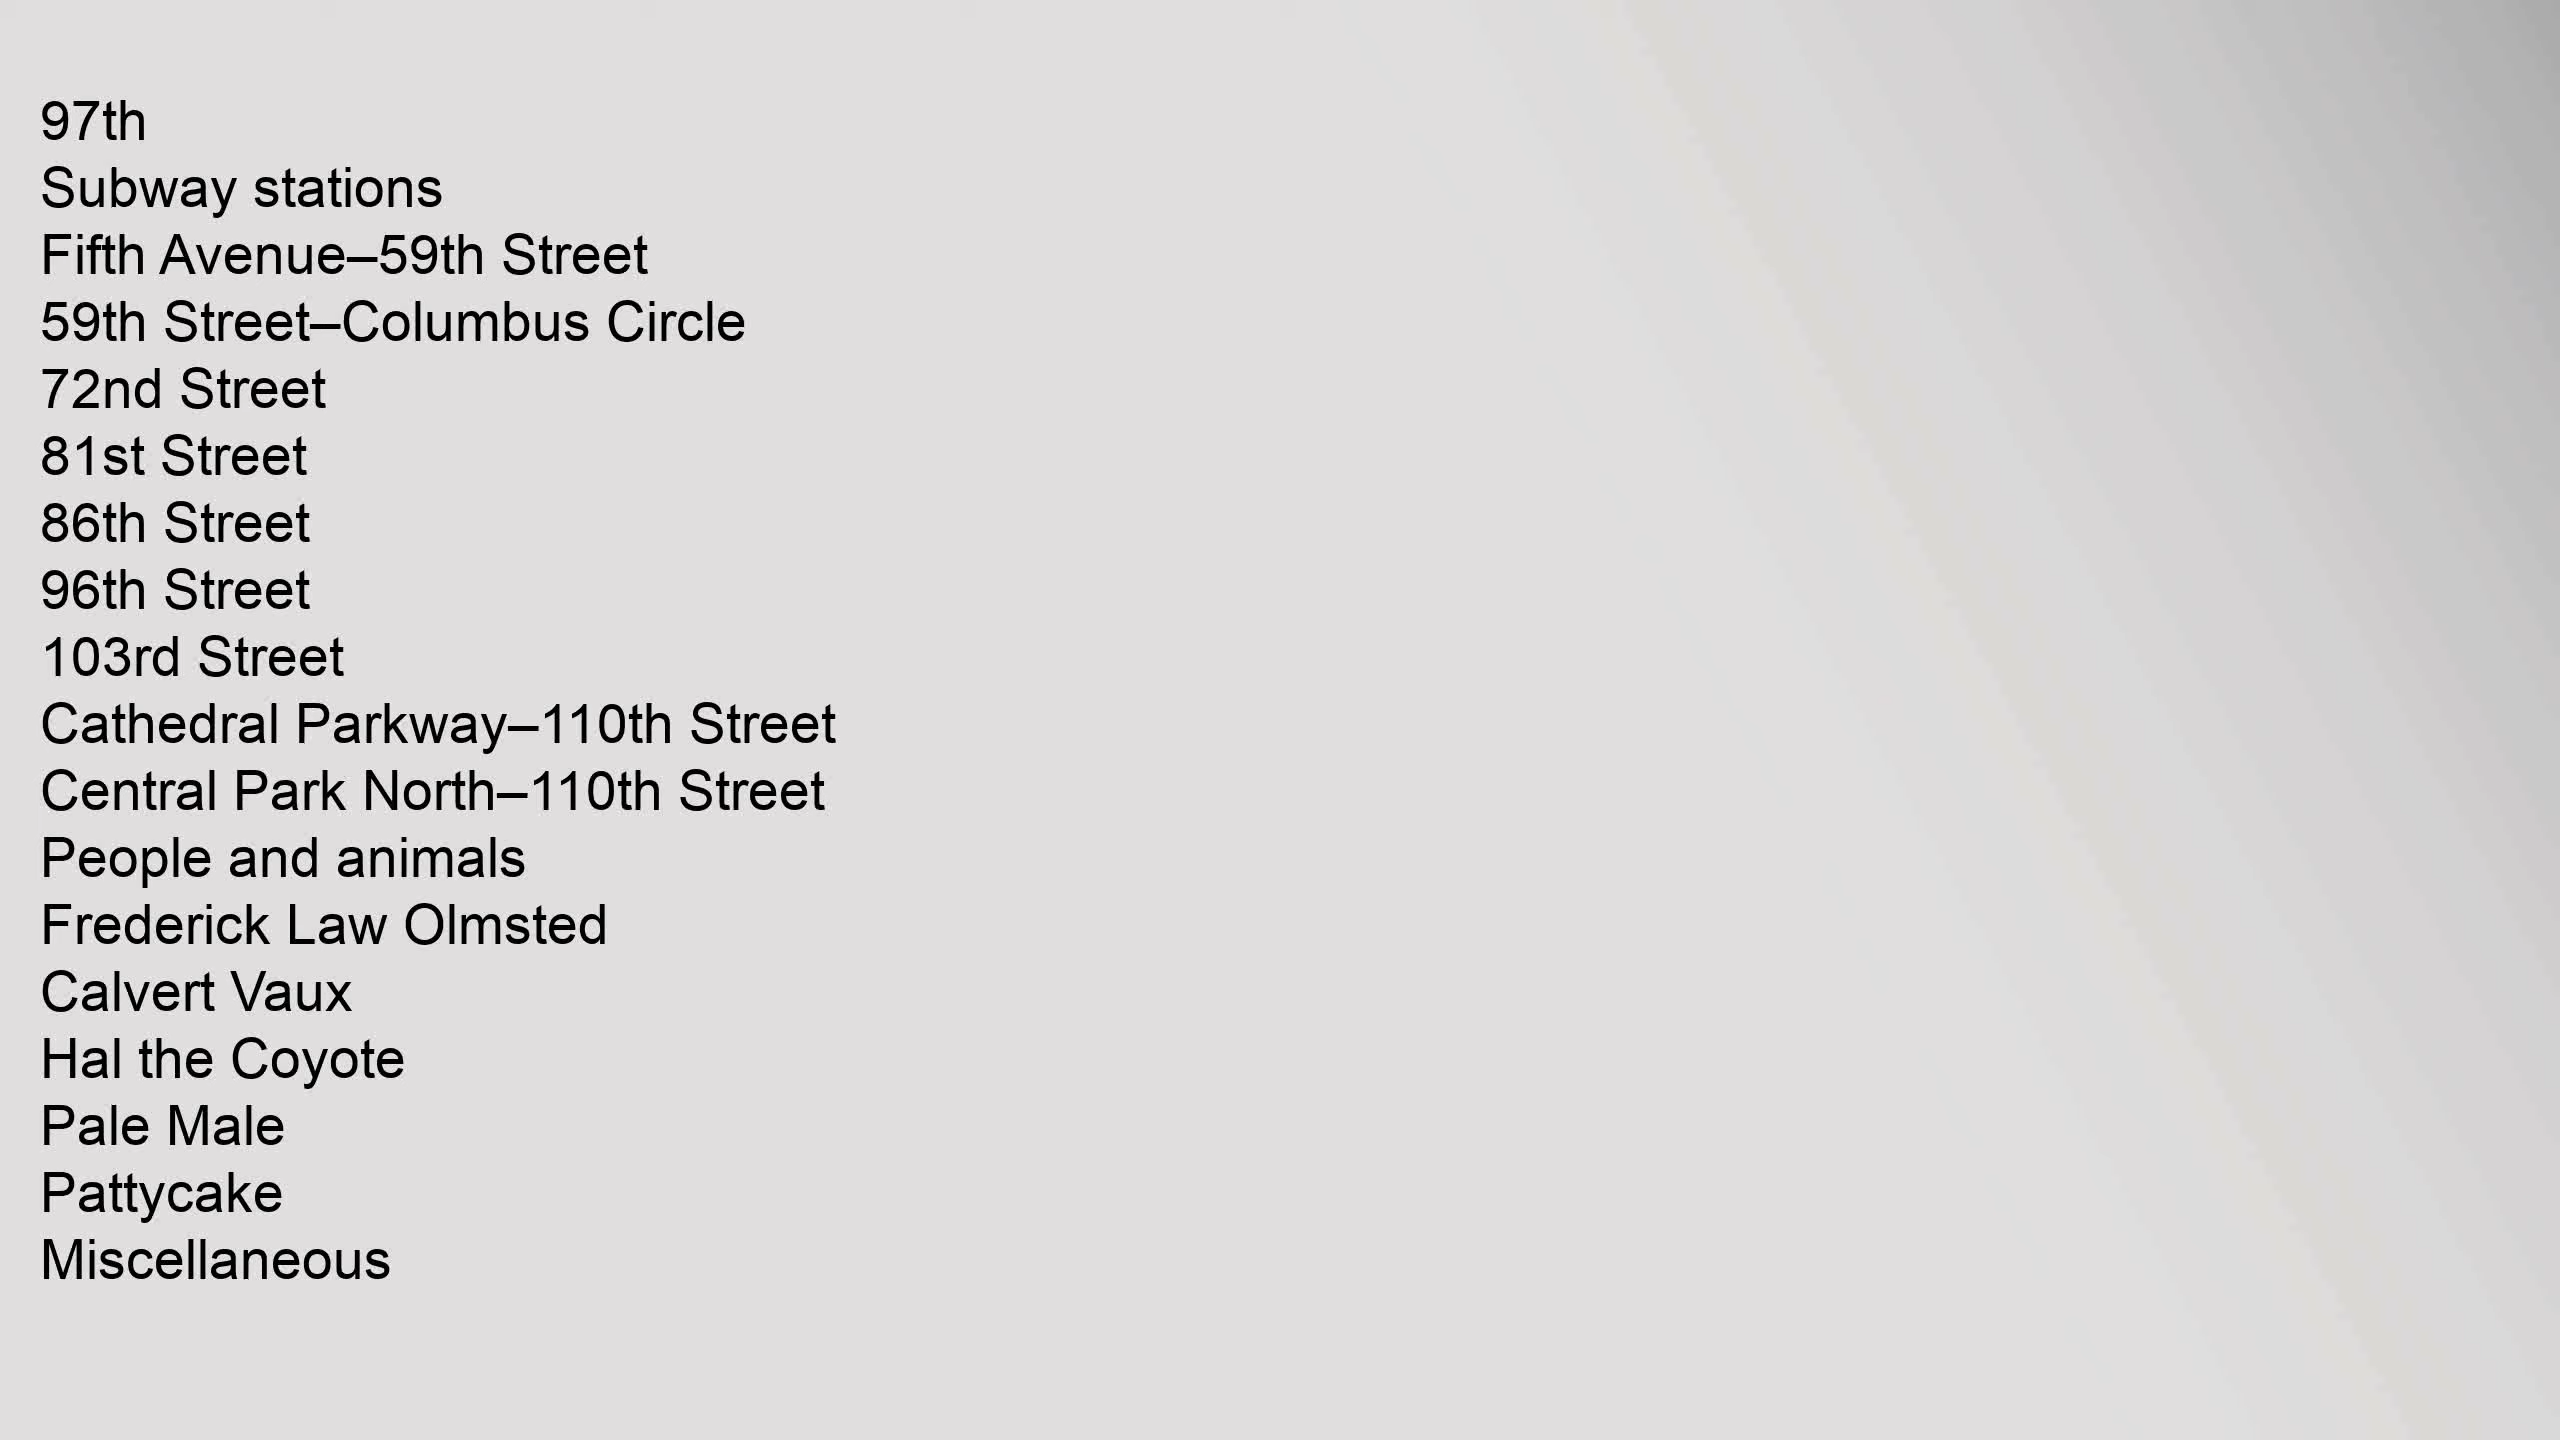 97th
Subway stations
Fifth Avenue–59th Street
59th Street–Columbus Circle
72nd Street
81st Street
86th Street
96th Street
103rd Street
Cathedral Parkway–110th Street
Central Park North–110th Street
People and animals
Frederick Law Olmsted
Calvert Vaux
Hal the Coyote
Pale Male
Pattycake
Miscellaneous